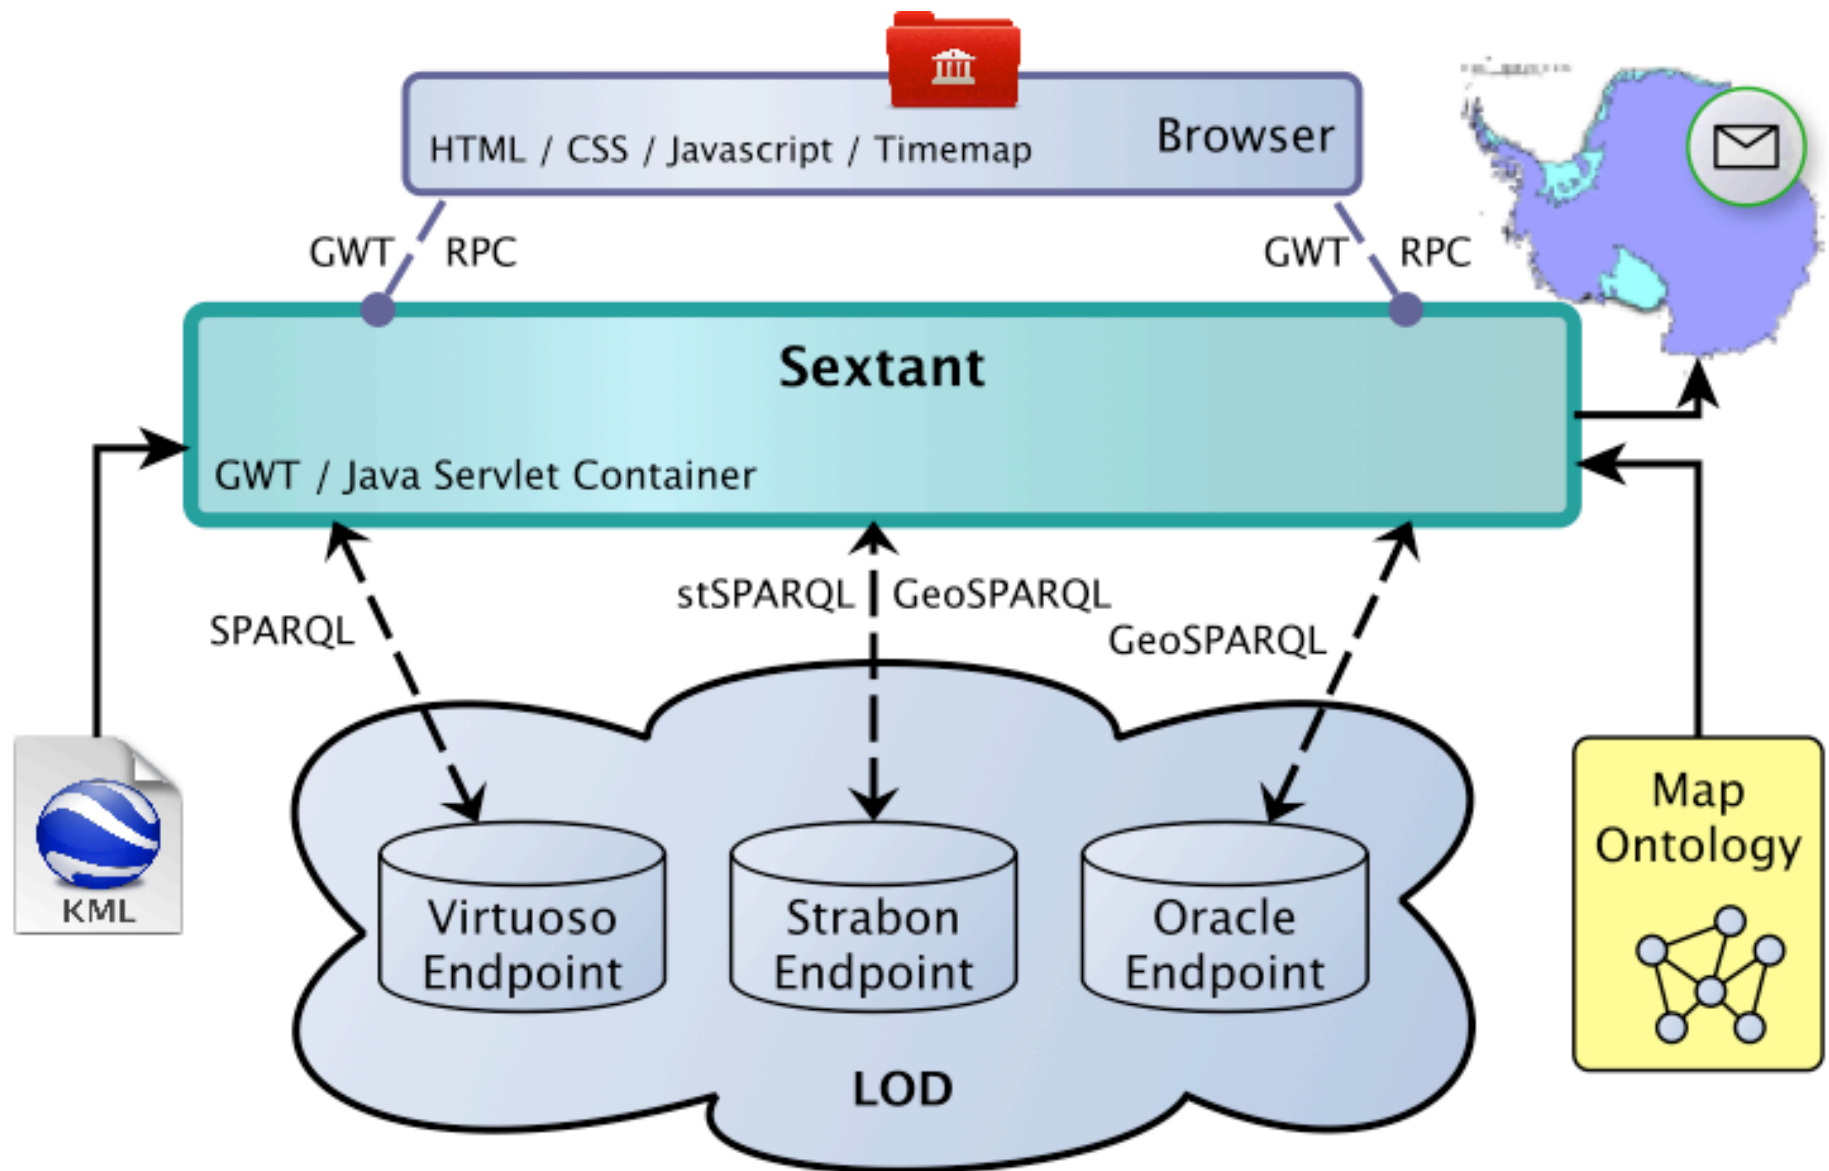 HTML / CSS / Javascript / Timemap
Browser
GWT
RPC
GWT
RPC
Sextant
GWT / Java Servlet Container
SPARQL
stSPARQL
GeoSPARQL
GeoSPARQL
KML
Virtuoso
Endpoint
Strabon
Endpoint
Oracle
Endpoint
Map
Ontology
LOD